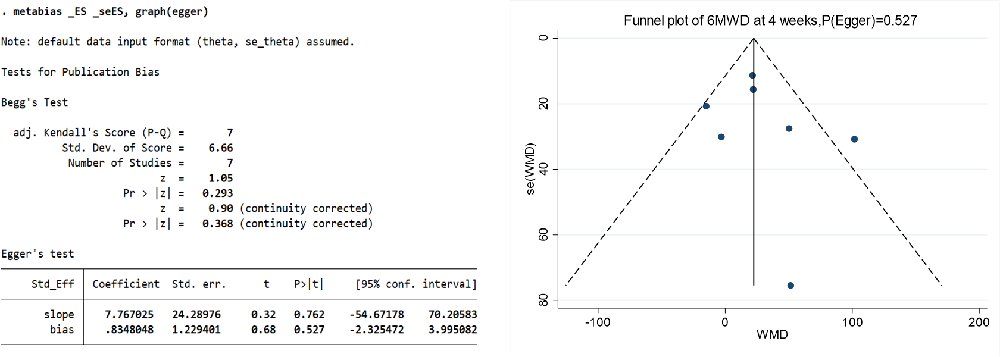 . metabias _ES _seES, graph(egger)
Note: default data input format (theta, se_theta) assumed.
Tests for Publication Bias
Begg's Test
adj. Kendall's Score (P-Q) = 7
Std. Dev. of Score = 6.66
Number of Studies = 7
z = 1.05
Pr > |z| = 0.293
z = 0.90 (continuity corrected)
Pr > |z| = 0.368 (continuity corrected)
Egger's test
Std_Eff Coefficient Std. err. t P>|t| [95% conf. interval]
slope 7.767025 24.28976 0.32 0.762 -54.67178 70.20583
bias .8348048 1.229401 0.68 0.527 -2.325472 3.995082
Funnel plot of 6MWD at 4 weeks,P(Egger)=0.527
se(WMD)
0
20
40
60
80
-100 0 100 200
WMD